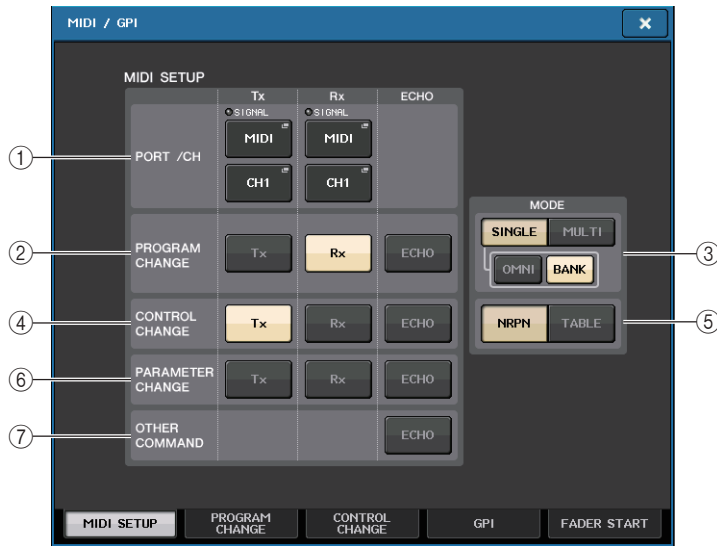 MIDI / GPI
×
MIDI SETUP
Tx Rx ECHO
SIGNAL SIGNAL
① PORT /CH MIDI MIDI
CH1 CH1
MODE
SINGLE MULTI
② PROGRAM CHANGE Tx Rx ECHO
OMNI BANK ③
④ CONTROL CHANGE Tx Rx ECHO
NRPN TABLE ⑤
⑥ PARAMETER CHANGE Tx Rx ECHO
⑦ OTHER COMMAND ECHO
MIDI SETUP PROGRAM CHANGE CONTROL CHANGE GPI FADER START